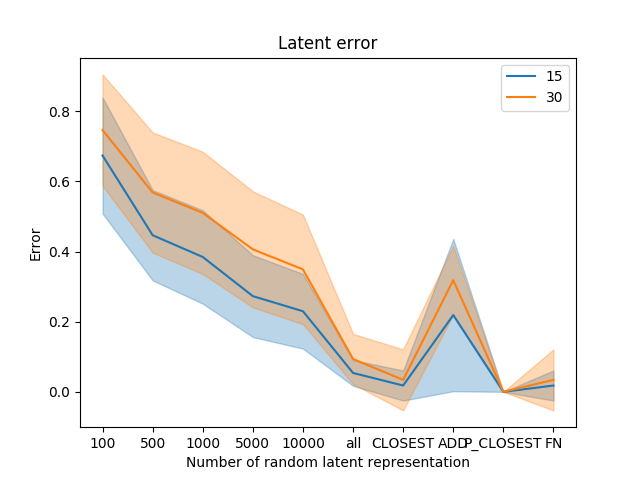 Latent error
15
30
0.8
0.6
0.4
0.2
0.0
Error
100 500 1000 5000 10000 all CLOSEST ADD P_CLOSEST FN
Number of random latent representation